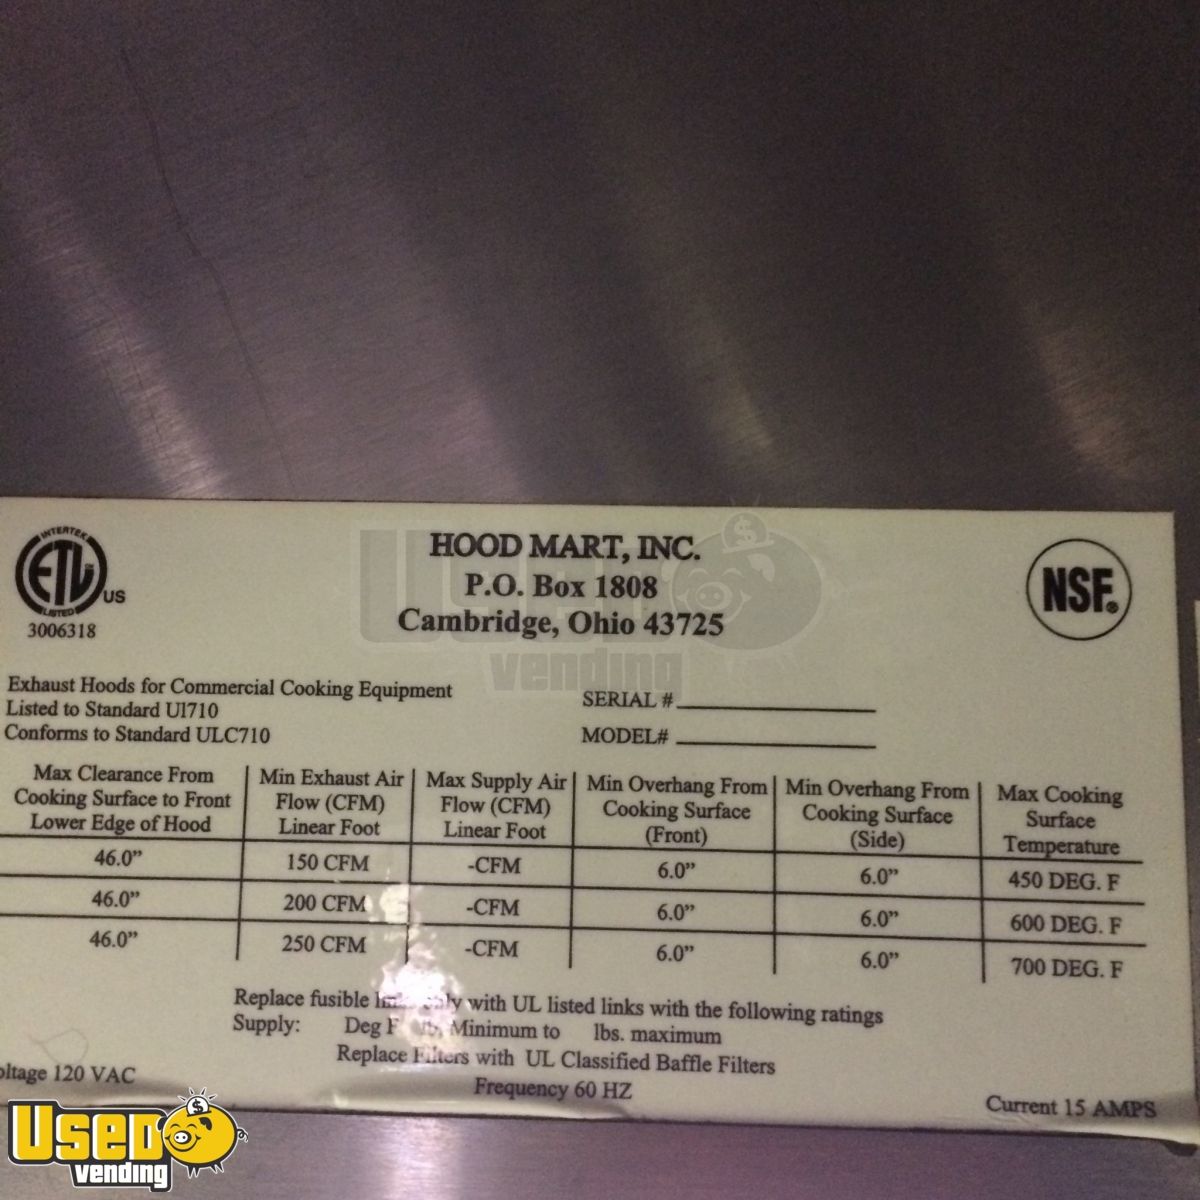 INTERTEK
ETL
US
LISTED
3006318
HOOD MART, INC.
P.O. Box 1808
Cambridge, Ohio 43725
NSF®
Used
vending
Exhaust Hoods for Commercial Cooking Equipment
Listed to Standard Ul710
Conforms to Standard ULC710
SERIAL #
MODEL#
Max Clearance From Cooking Surface to Front Lower Edge of Hood | Min Exhaust Air Flow (CFM) Linear Foot | Max Supply Air Flow (CFM) Linear Foot | Min Overhang From Cooking Surface (Front) | Min Overhang From Cooking Surface (Side) | Max Cooking Surface Temperature
46.0” 150 CFM -CFM 6.0” 6.0” 450 DEG. F
46.0” 200 CFM -CFM 6.0” 6.0” 600 DEG. F
46.0” 250 CFM -CFM 6.0” 6.0” 700 DEG. F
Replace fusible only with UL listed links with the following ratings
Supply: Deg F lb. Minimum to lbs. maximum
Replace Filters with UL Classified Baffle Filters
Frequency 60 HZ
120 VAC
Current 15 AMPS
Used
vending